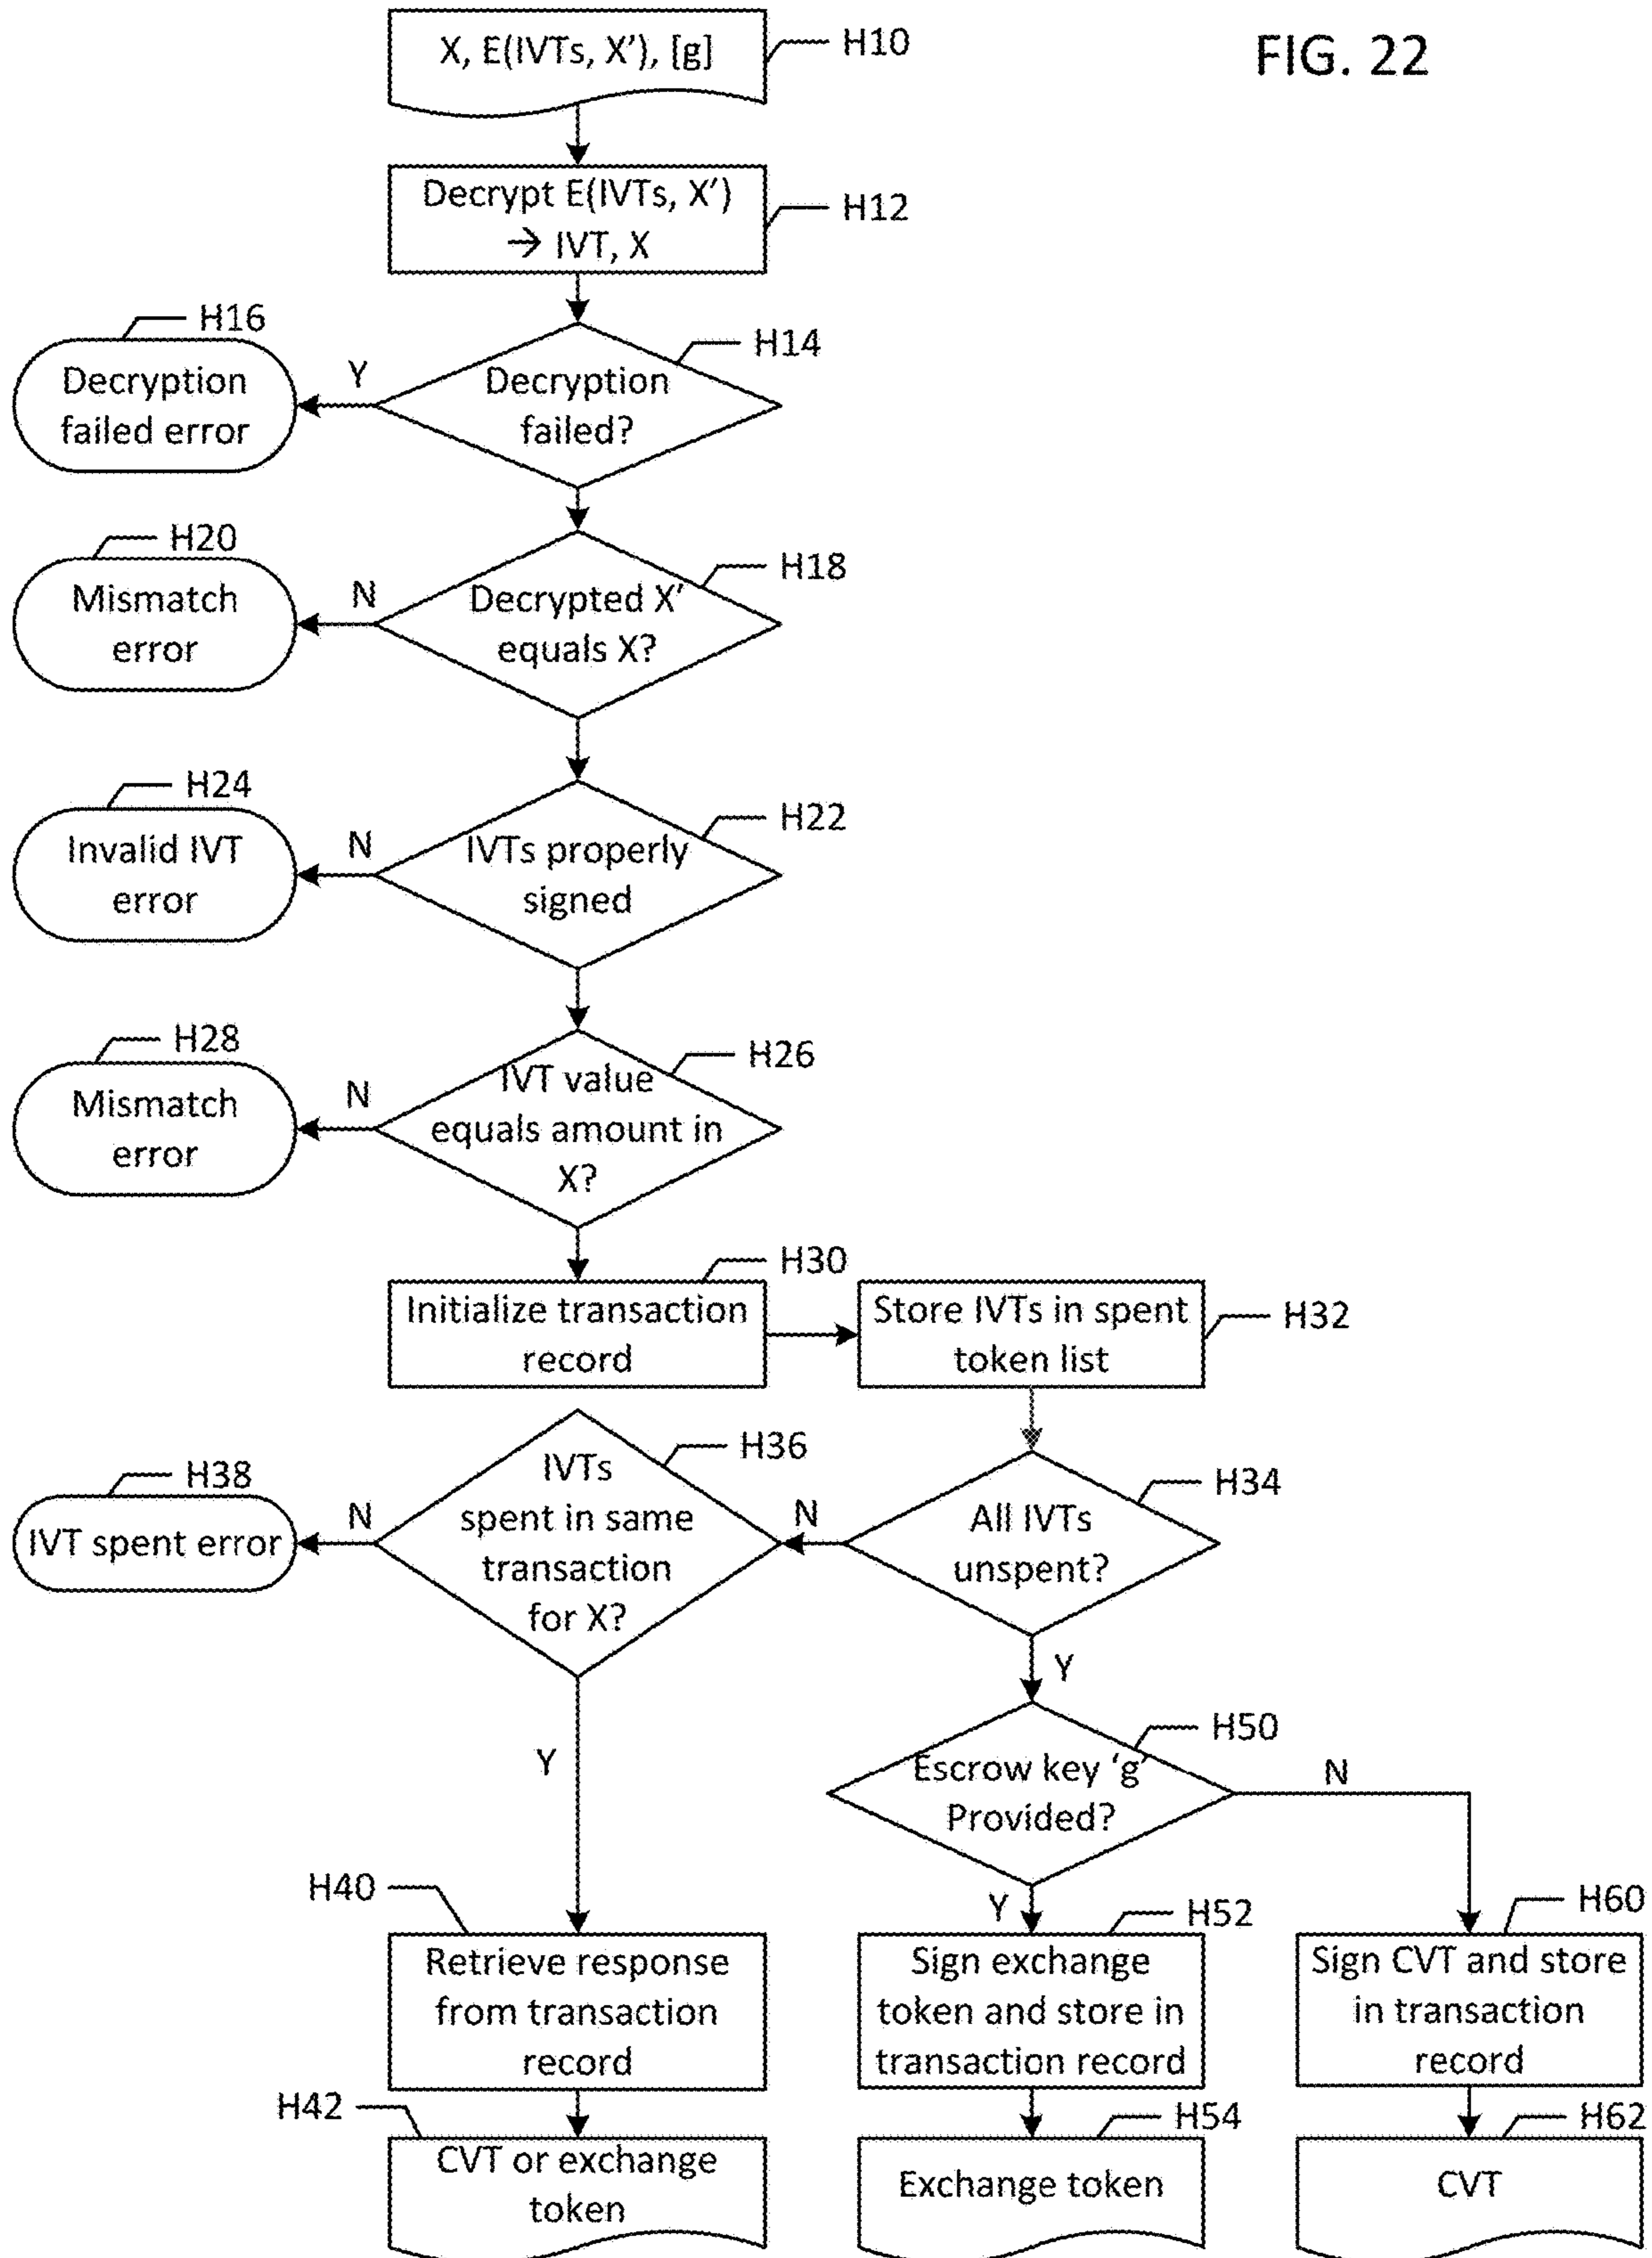 FIG. 22
X, E(IVTs, X’), [g]
H10
Decrypt E(IVTs, X’)
→ IVT, X
H12
H16
Decryption
failed error
Y
H14
Decryption
failed?
H20
Mismatch
error
N
H18
Decrypted X’
equals X?
H24
Invalid IVT
error
N
H22
IVTs properly
signed
H28
Mismatch
error
N
H26
IVT value
equals amount in
X?
H30
Initialize transaction
record
Store IVTs in spent
token list
H32
H38
IVT spent error
N
H36
IVTs
spent in same
transaction
for X?
N
H34
All IVTs
unspent?
Y
Y
H50
Escrow key ‘g’
Provided?
N
H40
Retrieve response
from transaction
record
Y
H52
Sign exchange
token and store in
transaction record
H60
Sign CVT and store
in transaction
record
H42
CVT or exchange
token
H54
Exchange token
H62
CVT